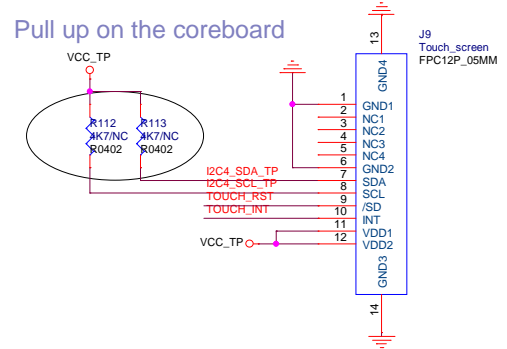 Pull up on the coreboard
VCC_TP
R112
4K7/NC
R0402
R113
4K7/NC
R0402
J9
Touch_screen
FPC12P_05MM
13
GND4
1
GND1
2
NC1
3
NC2
4
NC3
5
NC4
6
GND2
I2C4_SDA_TP
7
SDA
I2C4_SCL_TP
8
SCL
TOUCH_RST
9
/SD
TOUCH_INT
10
INT
11
VDD1
VCC_TP
12
VDD2
GND3
14